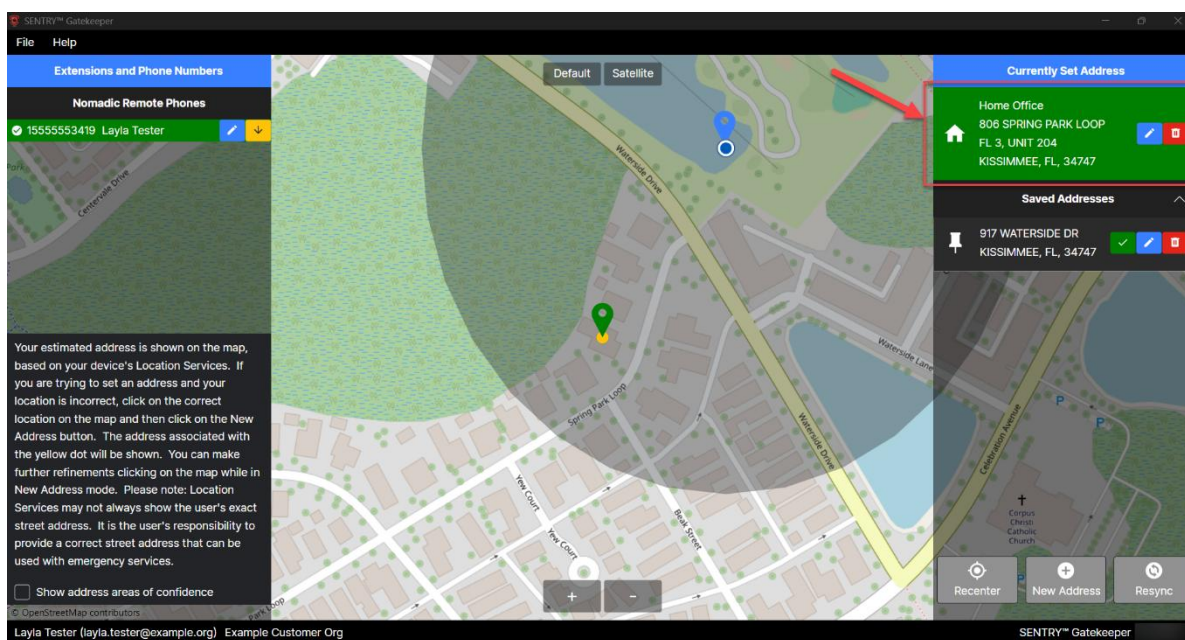 SENTRY™ Gatekeeper
File Help
Extensions and Phone Numbers
Nomadic Remote Phones
15555553419 Layla Tester
Centervale Drive
Your estimated address is shown on the map,
based on your device's Location Services. If
you are trying to set an address and your
location is incorrect, click on the correct
location on the map and then click on the New
Address button. The address associated with
the yellow dot will be shown. You can make
further refinements clicking on the map while in
New Address mode. Please note: Location
Services may not always show the user's exact
street address. It is the user's responsibility to
provide a correct street address that can be
used with emergency services.
Show address areas of confidence
© OpenStreetMap contributors
Default Satellite
Waterside Drive
Spring Park Loop
Waterside Lane
Waterside Drive
Yew Court
Yew Court
Beak Street
Celebration Avenue
P
P
Corpus
Christi
Catholic
Church
Park Loop
+ -
Currently Set Address
Home Office
806 SPRING PARK LOOP
FL 3, UNIT 204
KISSIMMEE, FL, 34747
Saved Addresses
917 WATERSIDE DR
KISSIMMEE, FL, 34747
Recenter New Address Resync
Layla Tester (layla.tester@example.org) Example Customer Org
SENTRY™ Gatekeeper